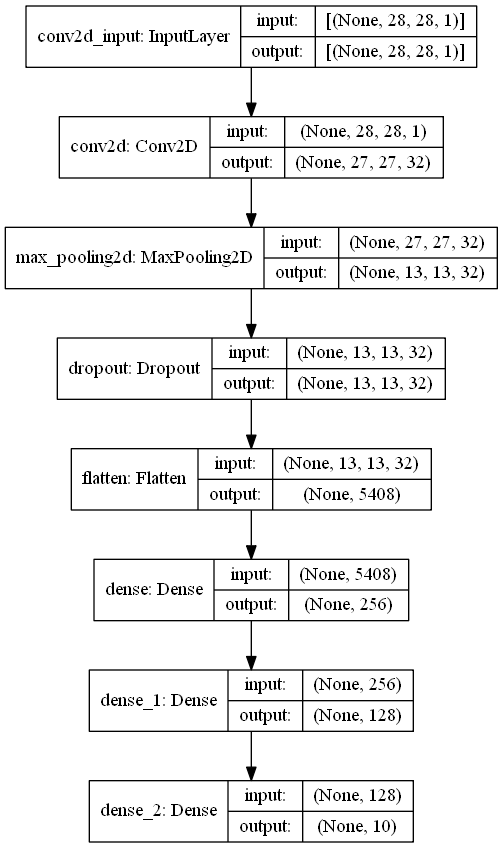 conv2d_input: InputLayer
input: [(None, 28, 28, 1)]
output: [(None, 28, 28, 1)]
conv2d: Conv2D
input: (None, 28, 28, 1)
output: (None, 27, 27, 32)
max_pooling2d: MaxPooling2D
input: (None, 27, 27, 32)
output: (None, 13, 13, 32)
dropout: Dropout
input: (None, 13, 13, 32)
output: (None, 13, 13, 32)
flatten: Flatten
input: (None, 13, 13, 32)
output: (None, 5408)
dense: Dense
input: (None, 5408)
output: (None, 256)
dense_1: Dense
input: (None, 256)
output: (None, 128)
dense_2: Dense
input: (None, 128)
output: (None, 10)